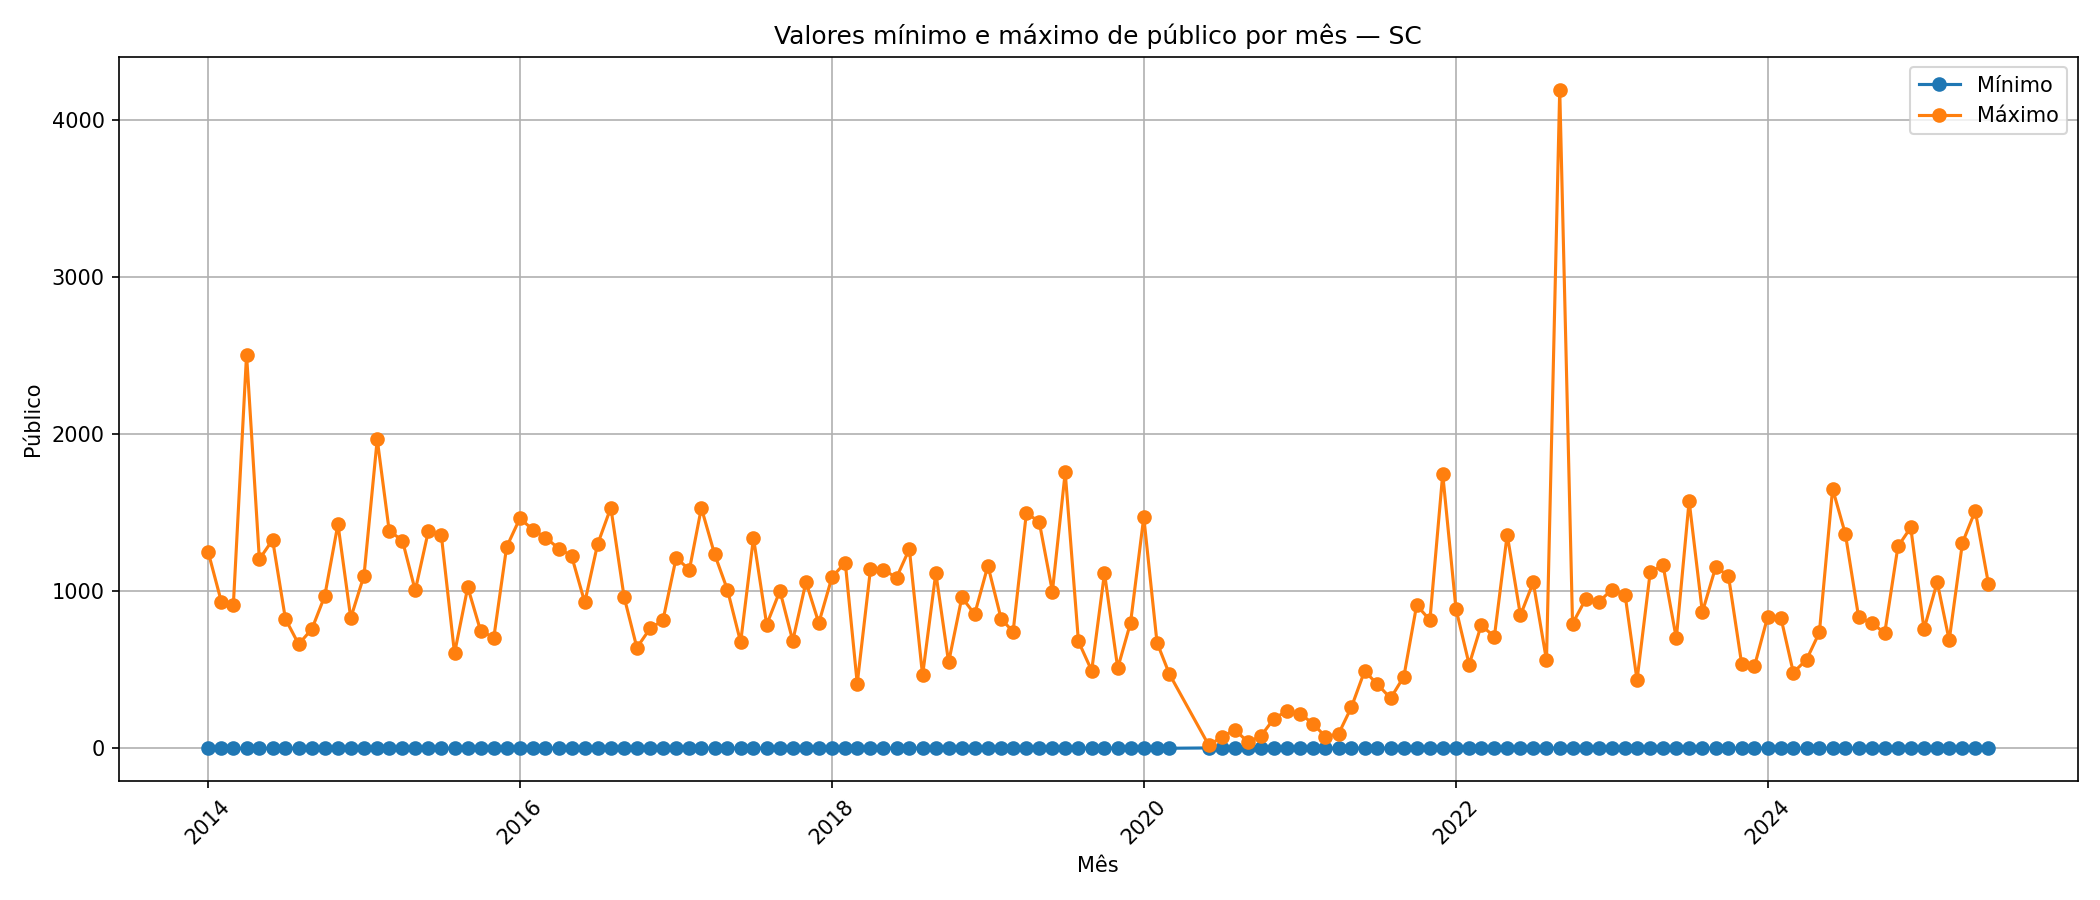 Valores mínimo e máximo de público por mês — SC
Mínimo
Máximo
Público
4000
3000
2000
1000
0
2014
2016
2018
2020
2022
2024
Mês